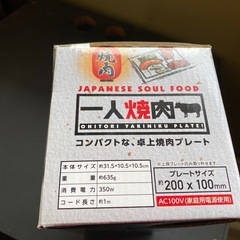 焼肉
JAPANESE SOUL FOOD
一人焼肉
OHITORI YAKINIKU PLATE!
コンパクトな、卓上焼肉プレート
本体サイズ 約31.5×10.5×10.5cm
重量 約635g
消費電力 350W
コード長さ 約1m
プレートサイズ
約200×100mm
AC100V(家庭用電源使用)